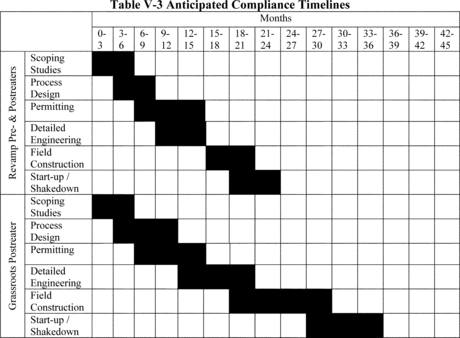 Table V-3 Anticipated Compliance Timelines
Months
0- 3- 6- 9- 12- 15- 18- 21- 24- 27- 30- 33- 36- 39- 42-
3 6 9 12 15 18 21 24 27 30 33 36 39 42 45
Revamp Pre- & Postreaters
Scoping
Studies
Process
Design
Permitting
Detailed
Engineering
Field
Construction
Start-up /
Shakedown
Grassroots Postreater
Scoping
Studies
Process
Design
Permitting
Detailed
Engineering
Field
Construction
Start-up /
Shakedown